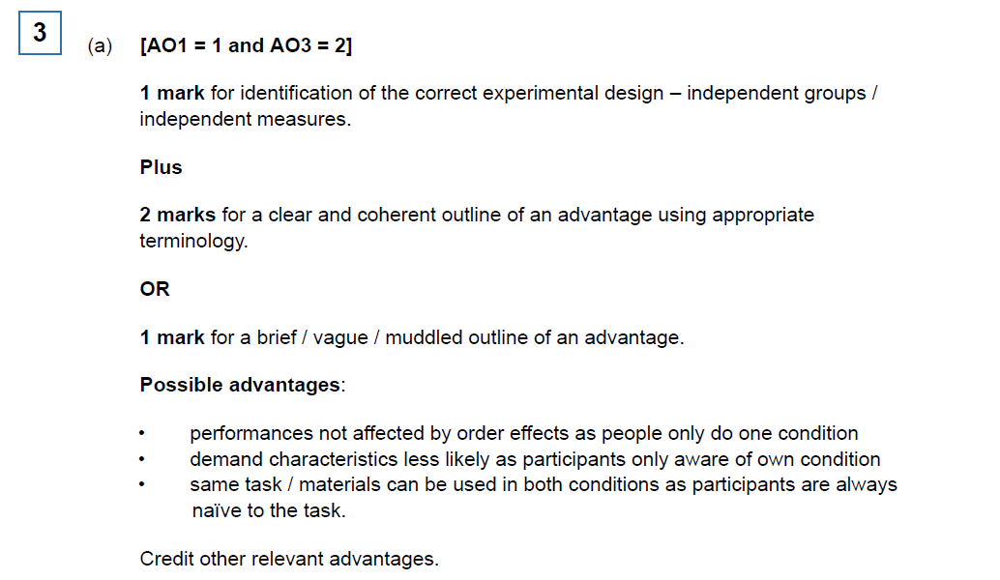 3
(a) [AO1 = 1 and AO3 = 2]
1 mark for identification of the correct experimental design – independent groups /
independent measures.
Plus
2 marks for a clear and coherent outline of an advantage using appropriate
terminology.
OR
1 mark for a brief / vague / muddled outline of an advantage.
Possible advantages:
• performances not affected by order effects as people only do one condition
• demand characteristics less likely as participants only aware of own condition
• same task / materials can be used in both conditions as participants are always
naïve to the task.
Credit other relevant advantages.